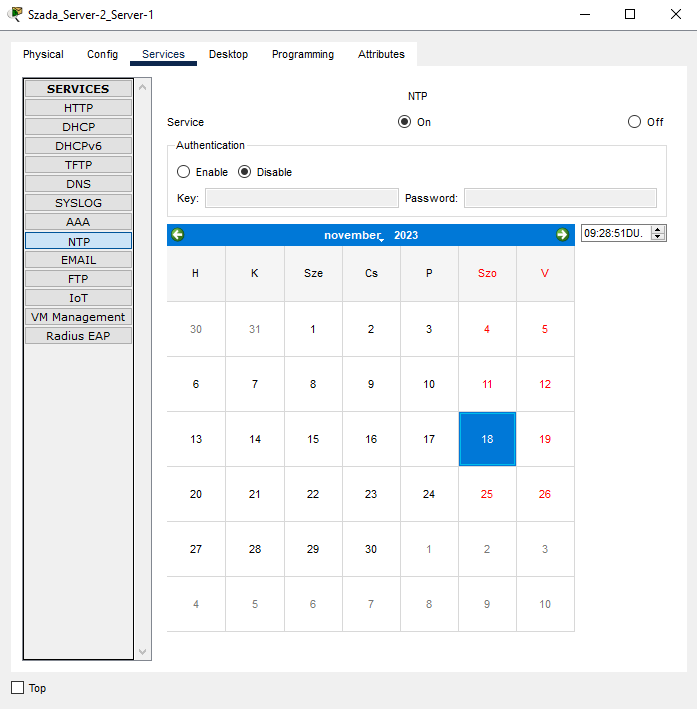 Szada_Server-2_Server-1
Physical Config Services Desktop Programming Attributes
SERVICES
HTTP
DHCP
DHCPv6
TFTP
DNS
SYSLOG
AAA
NTP
EMAIL
FTP
IoT
VM Management
Radius EAP
NTP
Service On Off
Authentication
Enable Disable
Key: Password:
november 2023 09:28:51DU.
H K Sze Cs P Szo V
30 31 1 2 3 4 5
6 7 8 9 10 11 12
13 14 15 16 17 18 19
20 21 22 23 24 25 26
27 28 29 30 1 2 3
4 5 6 7 8 9 10
Top